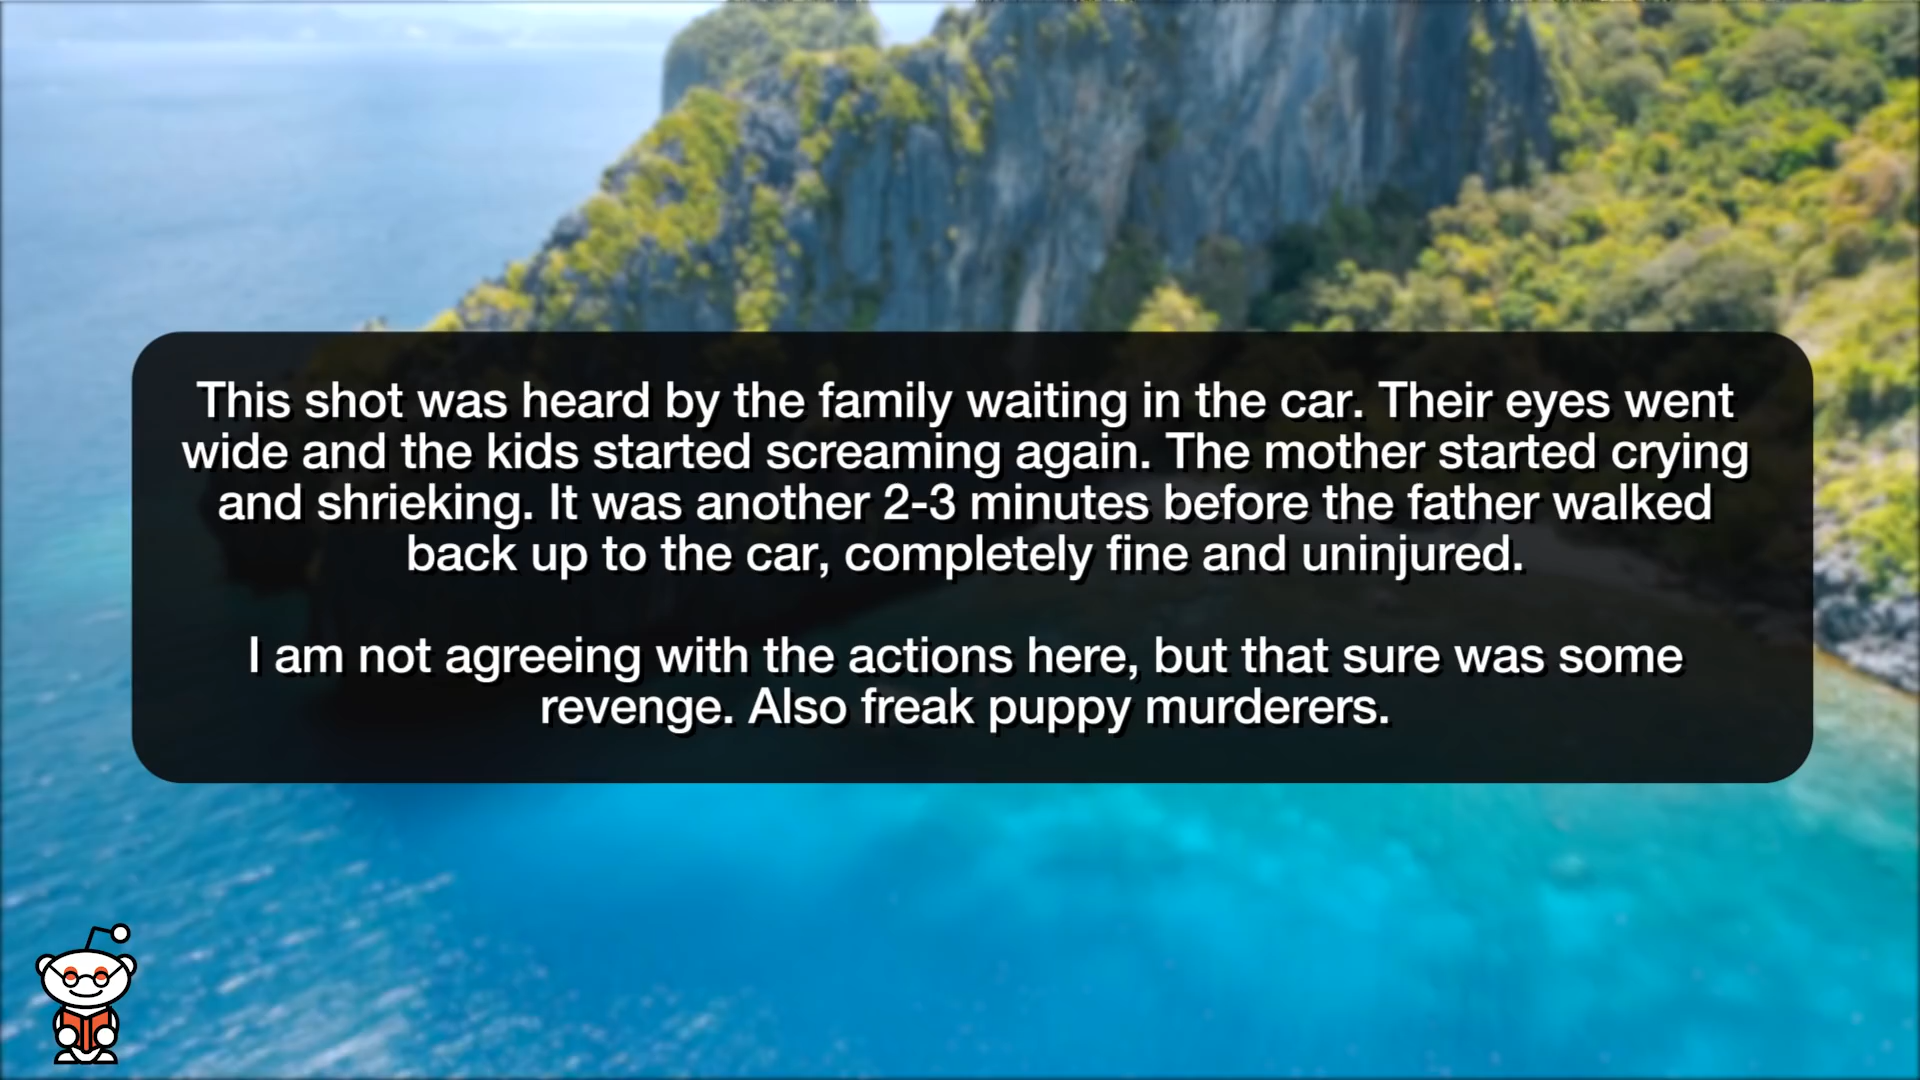 This shot was heard by the family waiting in the car. Their eyes went
wide and the kids started screaming again. The mother started crying
and shrieking. It was another 2-3 minutes before the father walked
back up to the car, completely fine and uninjured.
I am not agreeing with the actions here, but that sure was some
revenge. Also freak puppy murderers.